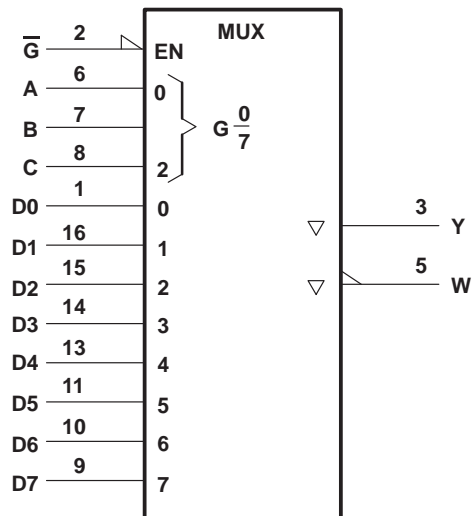 MUX
G̅ 2 EN
A 6 0
B 7 G 0/7
C 8 2
D0 1 0
D1 16 1
D2 15 2
D3 14 3
D4 13 4
D5 11 5
D6 10 6
D7 9 7
3 Y
5 W